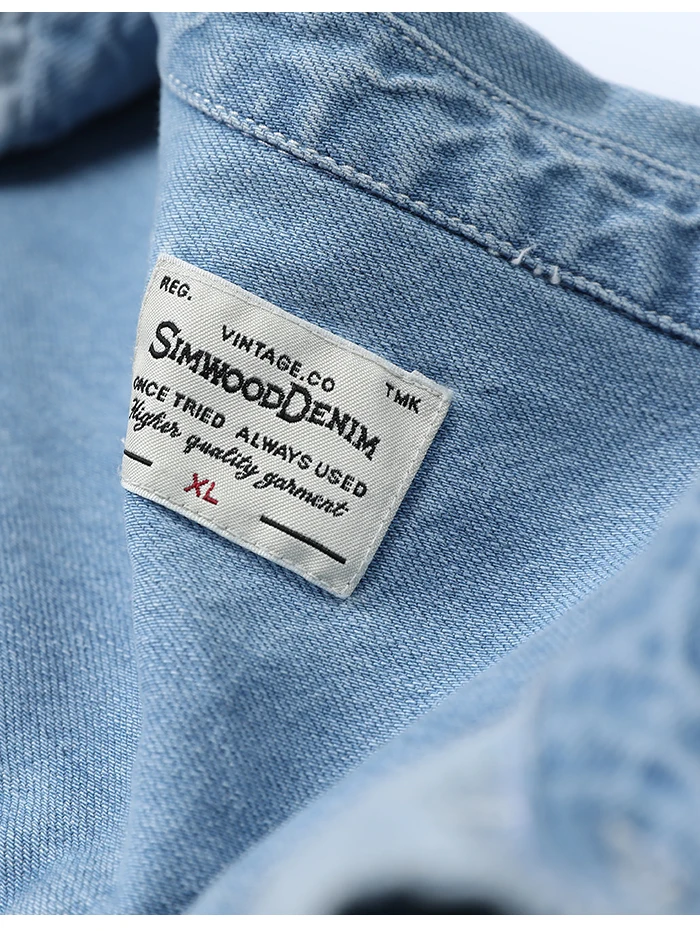 REG.
VINTAGE.CO
TMK
SIMWOODDENIM
ONCE TRIED ALWAYS USED
Higher quality garment
XL